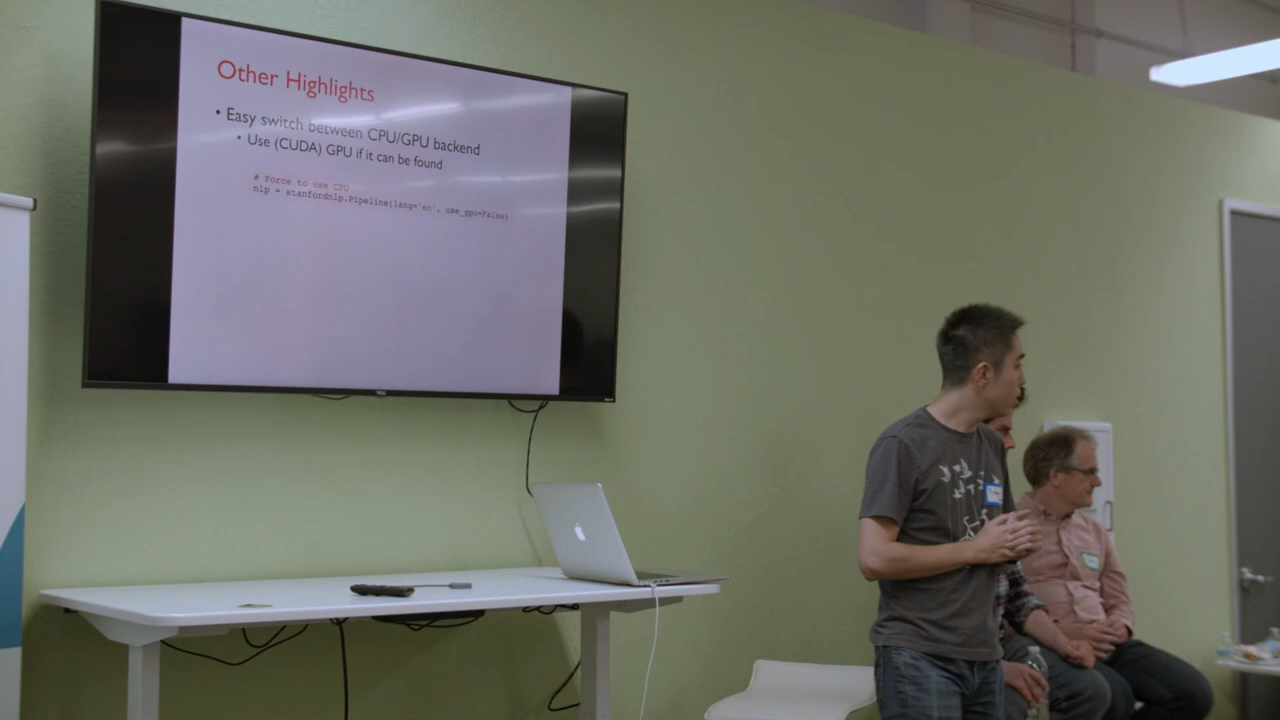 Other Highlights
• Easy switch between CPU/GPU backend
• Use (CUDA) GPU if it can be found
# Force to use CPU
nlp = stanfordnlp.Pipeline(lang='en', use_gpu=False)